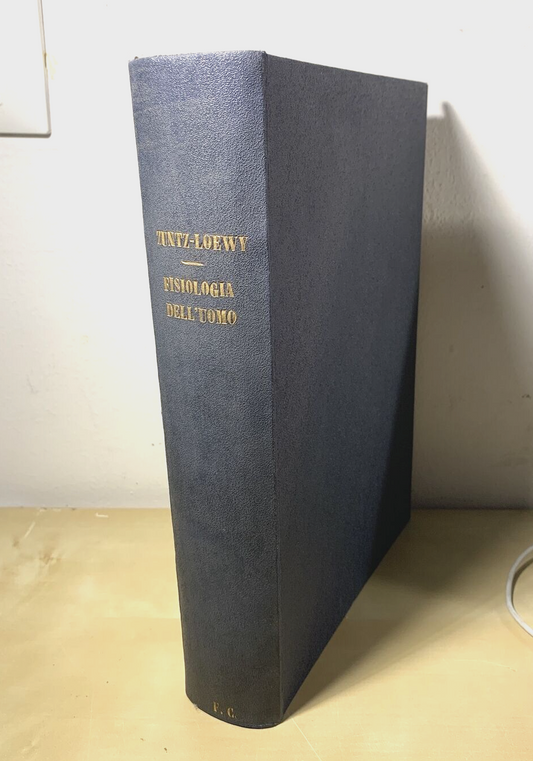 ZUNTZ-LOEWY
FISIOLOGIA
DELL'UOMO
F. C.